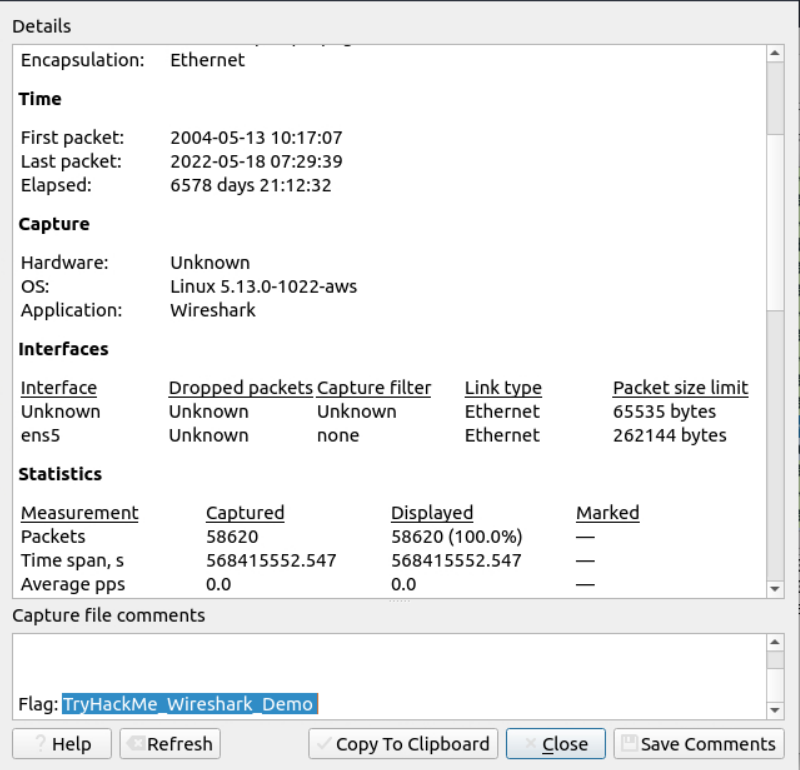 Details
Encapsulation: Ethernet
Time
First packet: 2004-05-13 10:17:07
Last packet: 2022-05-18 07:29:39
Elapsed: 6578 days 21:12:32
Capture
Hardware: Unknown
OS: Linux 5.13.0-1022-aws
Application: Wireshark
Interfaces
Interface Dropped packets Capture filter Link type Packet size limit
Unknown Unknown Unknown Ethernet 65535 bytes
ens5 Unknown none Ethernet 262144 bytes
Statistics
Measurement Captured Displayed Marked
Packets 58620 58620 (100.0%) —
Time span, s 568415552.547 568415552.547 —
Average pps 0.0 0.0 —
Capture file comments
Flag: TryHackMe_Wireshark_Demo
Help Refresh Copy To Clipboard Close Save Comments